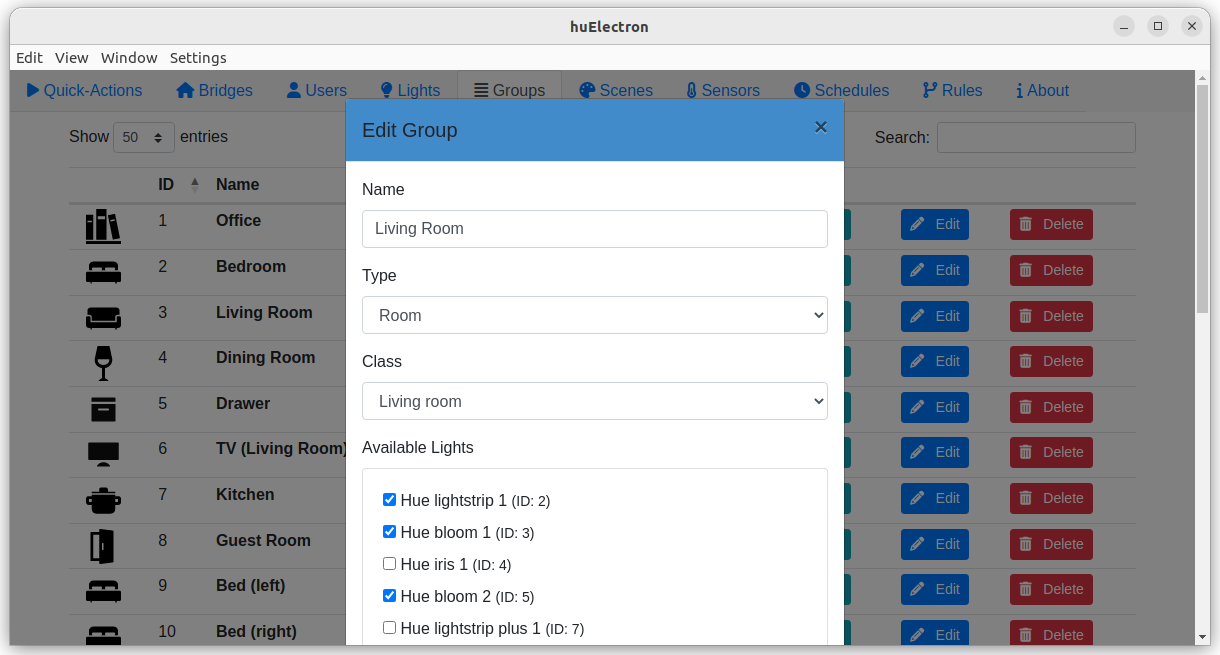 huElectron
Edit View Window Settings
Quick-Actions Bridges Users Lights Groups Scenes Sensors Schedules Rules About
Show 50 entries Search:
ID Name
1 Office Edit Delete
2 Bedroom Edit Delete
3 Living Room Edit Delete
4 Dining Room Edit Delete
5 Drawer Edit Delete
6 TV (Living Room) Edit Delete
7 Kitchen Edit Delete
8 Guest Room Edit Delete
9 Bed (left) Edit Delete
10 Bed (right) Edit Delete
Edit Group ×
Name
Living Room
Type
Room
Class
Living room
Available Lights
Hue lightstrip 1 (ID: 2)
Hue bloom 1 (ID: 3)
Hue iris 1 (ID: 4)
Hue bloom 2 (ID: 5)
Hue lightstrip plus 1 (ID: 7)